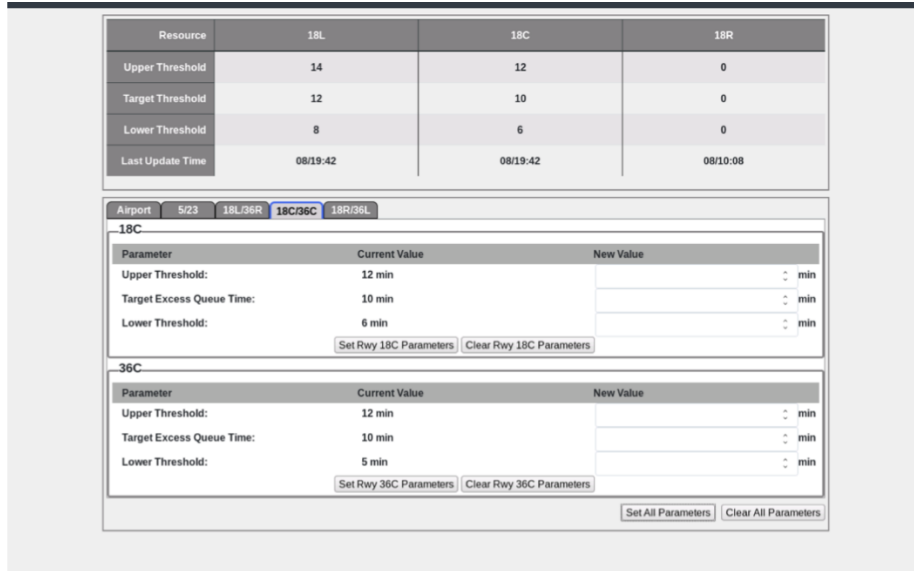 Resource 18L 18C 18R
Upper Threshold 14 12 0
Target Threshold 12 10 0
Lower Threshold 8 6 0
Last Update Time 08/19:42 08/19:42 08/10:08
Airport 5/23 18L/36R 18C/36C 18R/36L
18C
Parameter Current Value New Value
Upper Threshold: 12 min min
Target Excess Queue Time: 10 min min
Lower Threshold: 6 min min
Set Rwy 18C Parameters Clear Rwy 18C Parameters
36C
Parameter Current Value New Value
Upper Threshold: 12 min min
Target Excess Queue Time: 10 min min
Lower Threshold: 5 min min
Set Rwy 36C Parameters Clear Rwy 36C Parameters
Set All Parameters Clear All Parameters